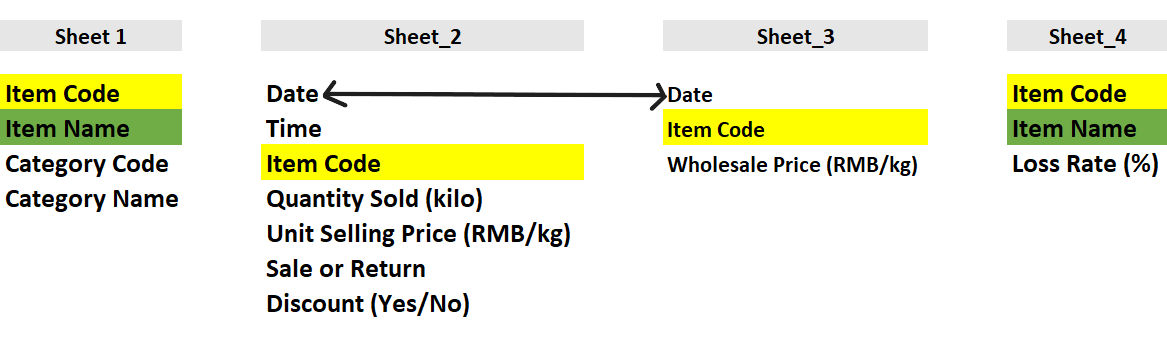 Sheet 1
Item Code
Item Name
Category Code
Category Name
Sheet_2
Date
Time
Item Code
Quantity Sold (kilo)
Unit Selling Price (RMB/kg)
Sale or Return
Discount (Yes/No)
Sheet_3
Date
Item Code
Wholesale Price (RMB/kg)
Sheet_4
Item Code
Item Name
Loss Rate (%)